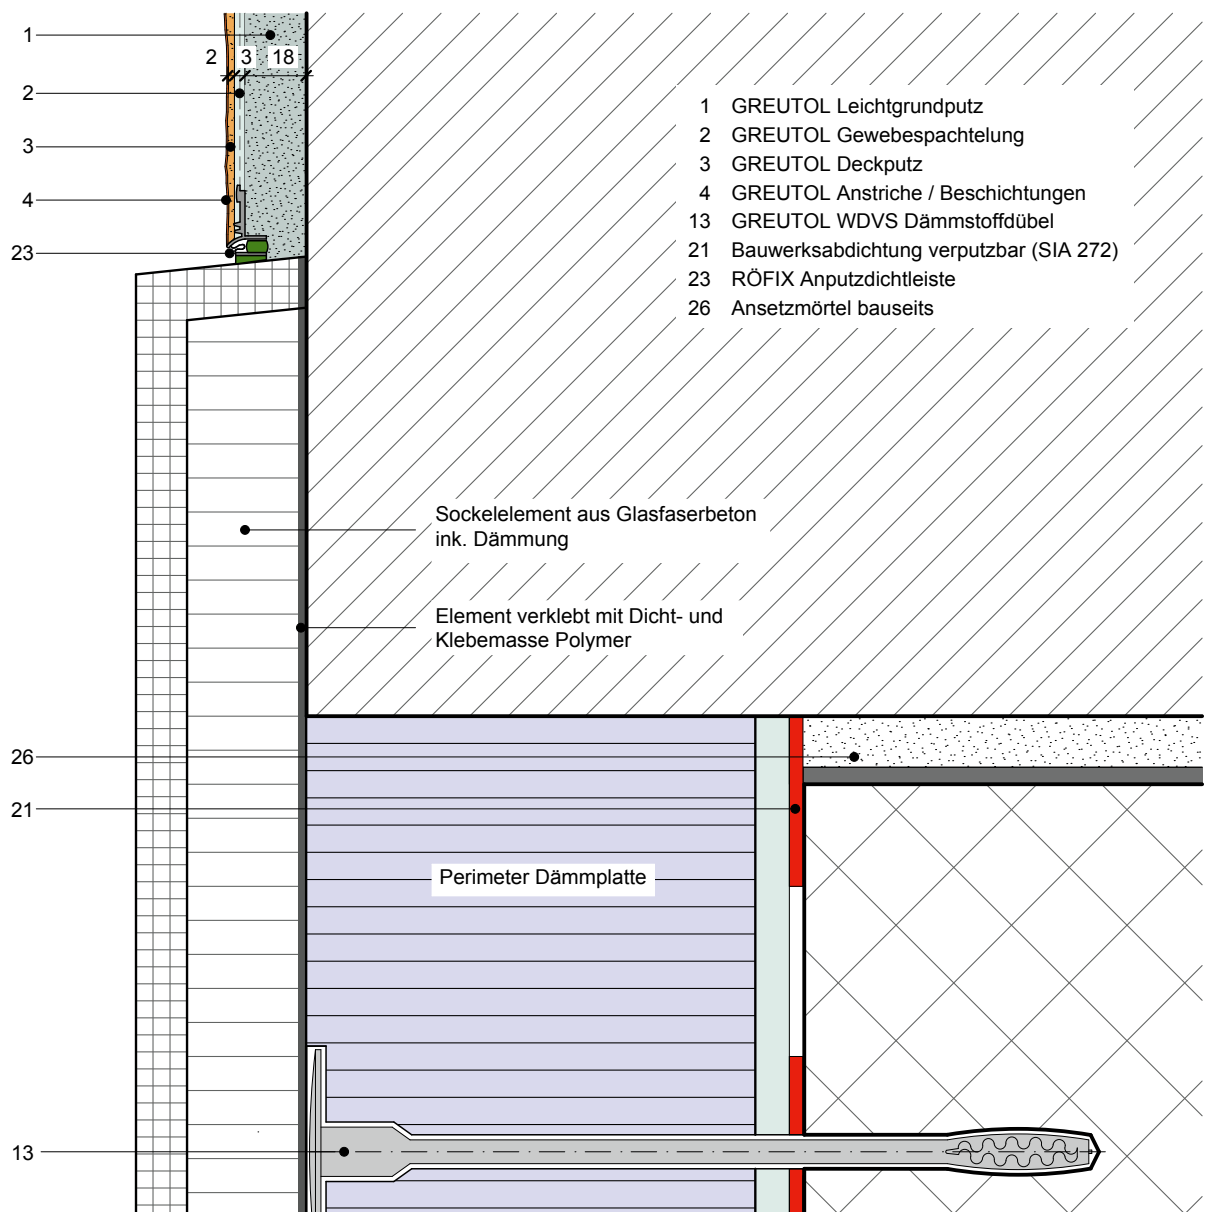 1
2 3 18
2
3
4
23
1 GREUTOL Leichtgrundputz
2 GREUTOL Gewebespachtelung
3 GREUTOL Deckputz
4 GREUTOL Anstriche / Beschichtungen
13 GREUTOL WDVS Dämmstoffdübel
21 Bauwerksabdichtung verputzbar (SIA 272)
23 RÖFIX Anputzdichtleiste
26 Ansetzmörtel bauseits
Sockelelement aus Glasfaserbeton
ink. Dämmung
Element verklebt mit Dicht- und
Klebemasse Polymer
26
21
Perimeter Dämmplatte
13